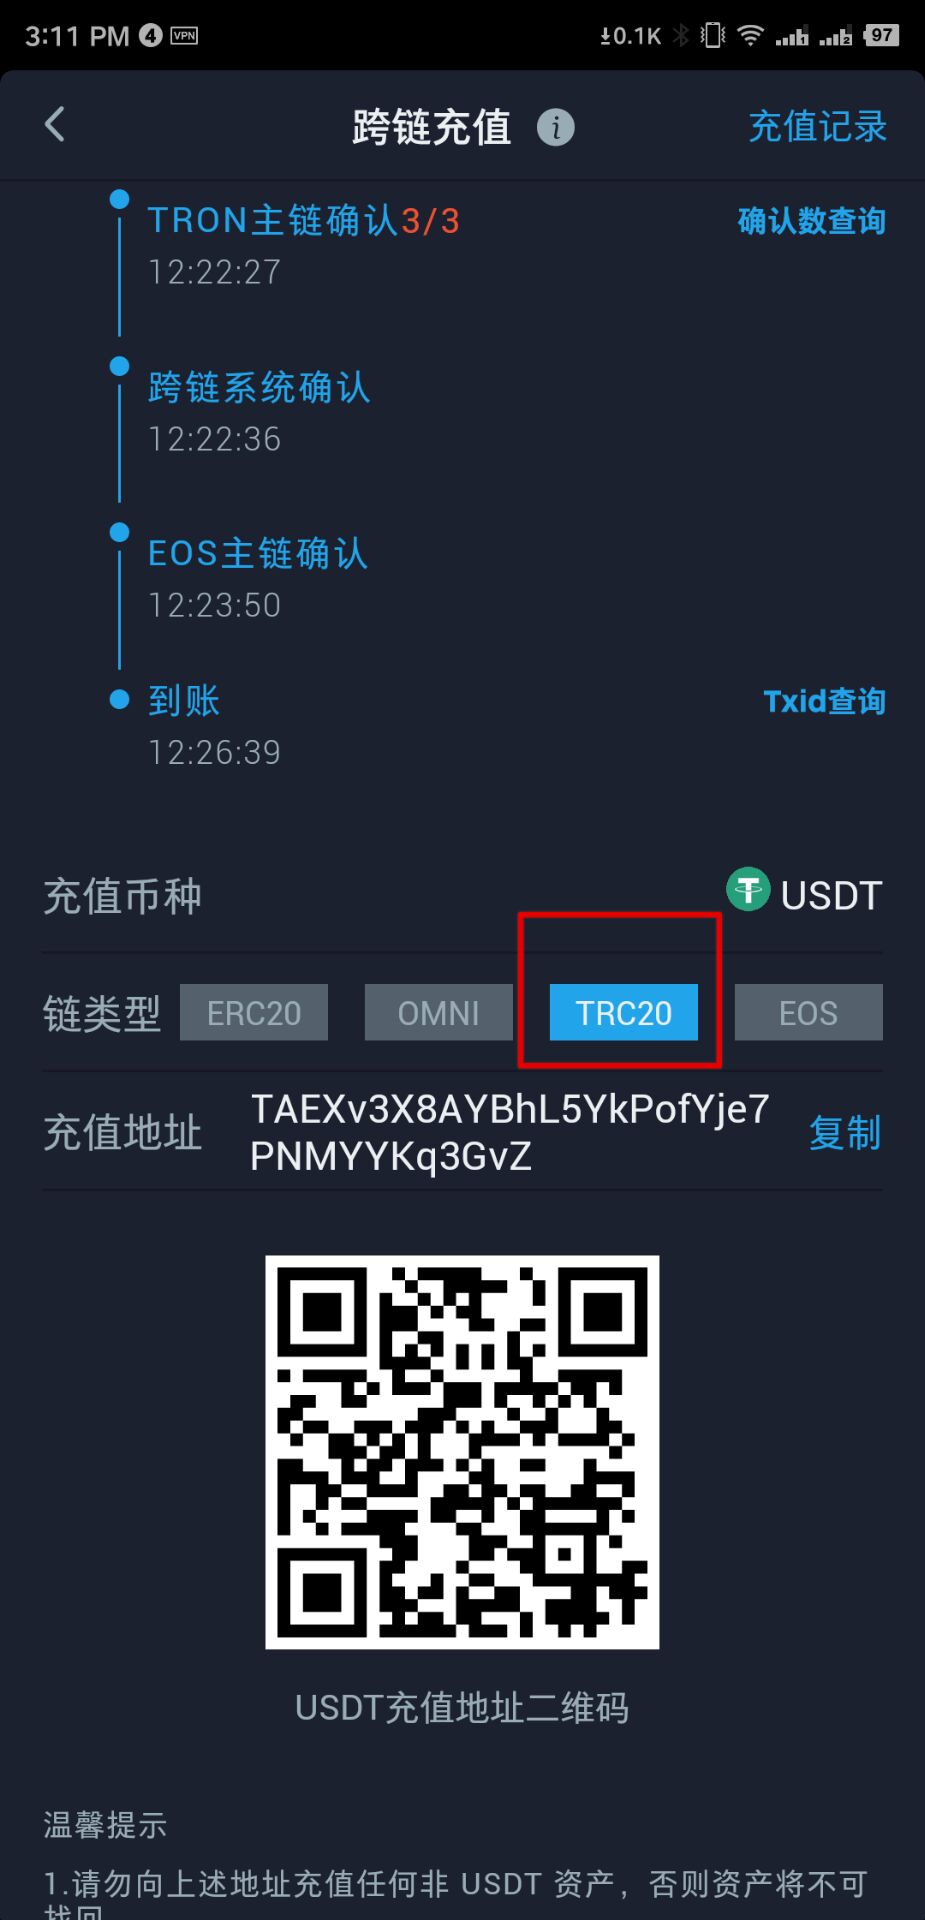 3:11 PM 4 VPN 0.1K 1 2 97
跨链充值 i 充值记录
TRON主链确认3/3 确认数查询
12:22:27
跨链系统确认
12:22:36
EOS主链确认
12:23:50
到账 Txid查询
12:26:39
充值币种 USDT
链类型 ERC20 OMNI TRC20 EOS
充值地址 TAEXv3X8AYBhL5YkPofYje7
PNMYYKq3GvZ 复制
USDT充值地址二维码
温馨提示
1.请勿向上述地址充值任何非 USDT 资产，否则资产将不可
找回